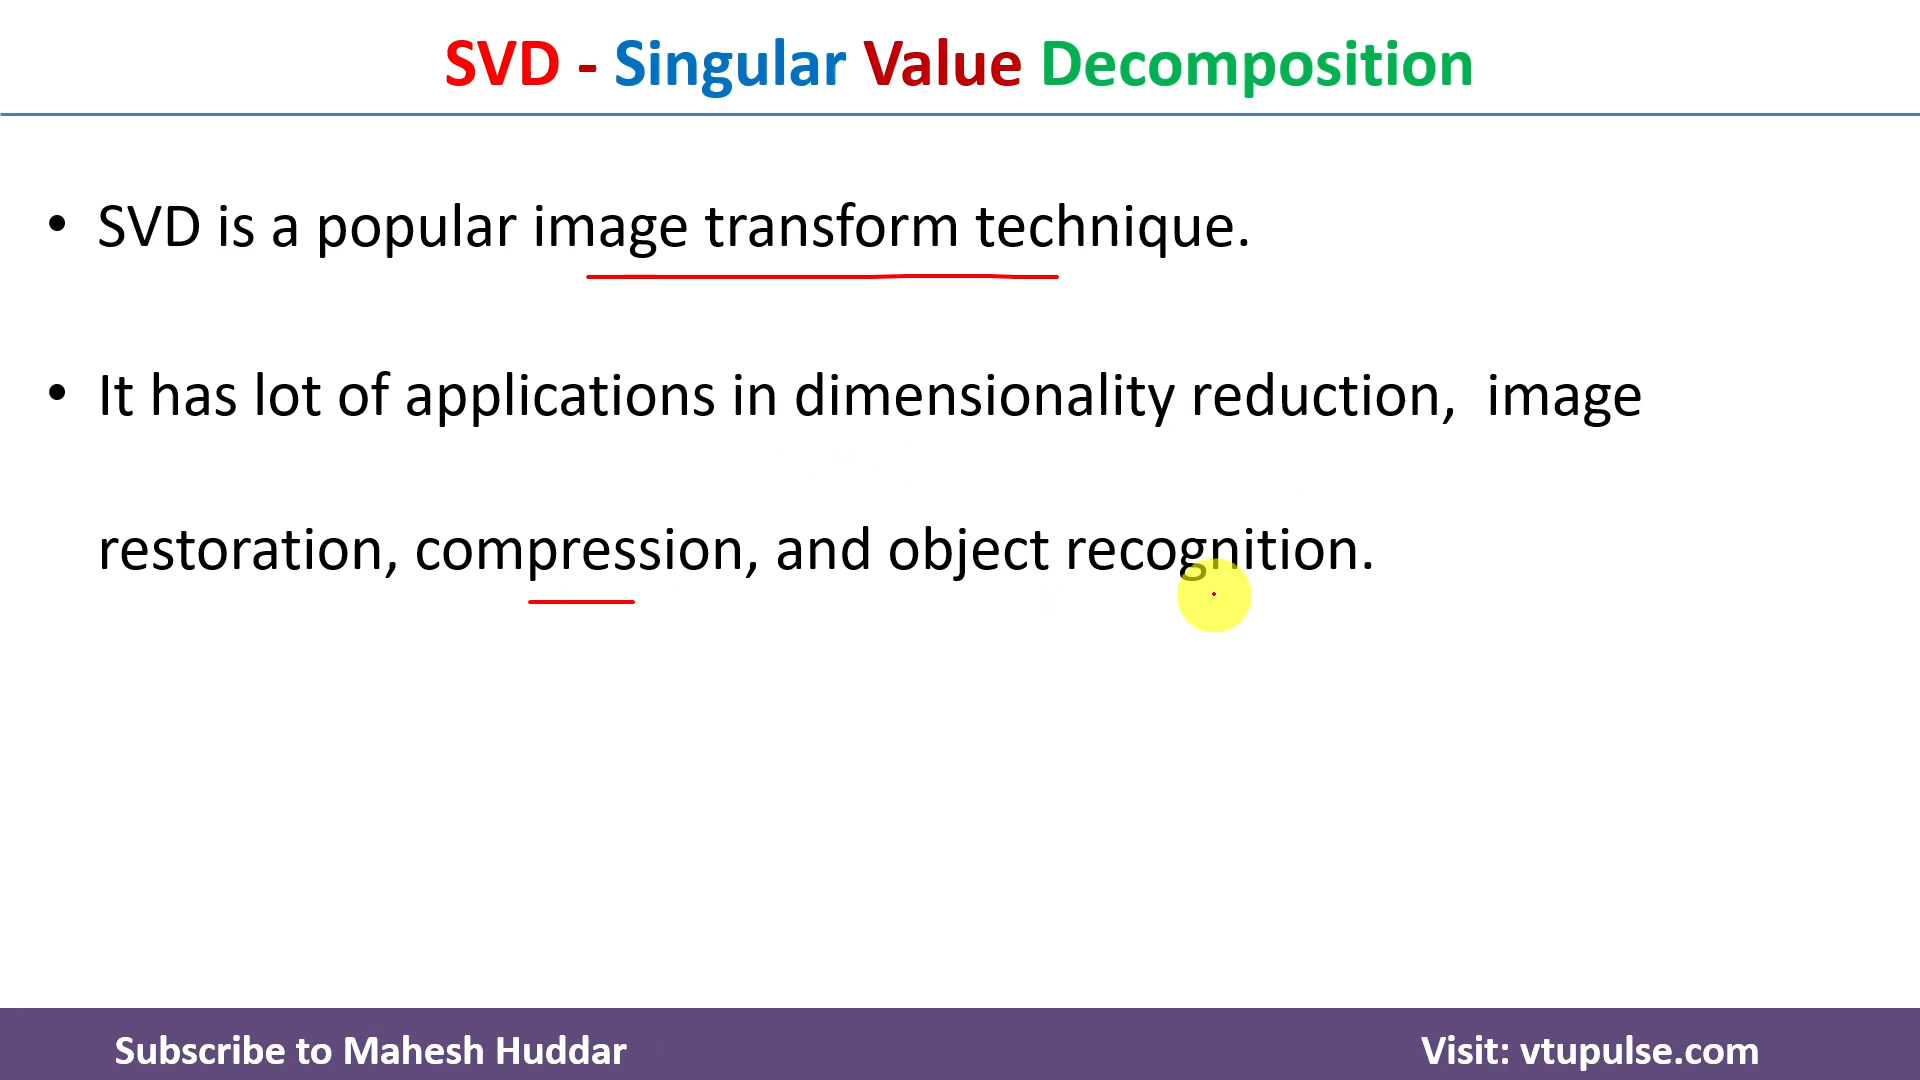 SVD - Singular Value Decomposition
• SVD is a popular image transform technique.
• It has lot of applications in dimensionality reduction,  image
restoration, compression, and object recognition.
Subscribe to Mahesh Huddar
Visit: vtupulse.com